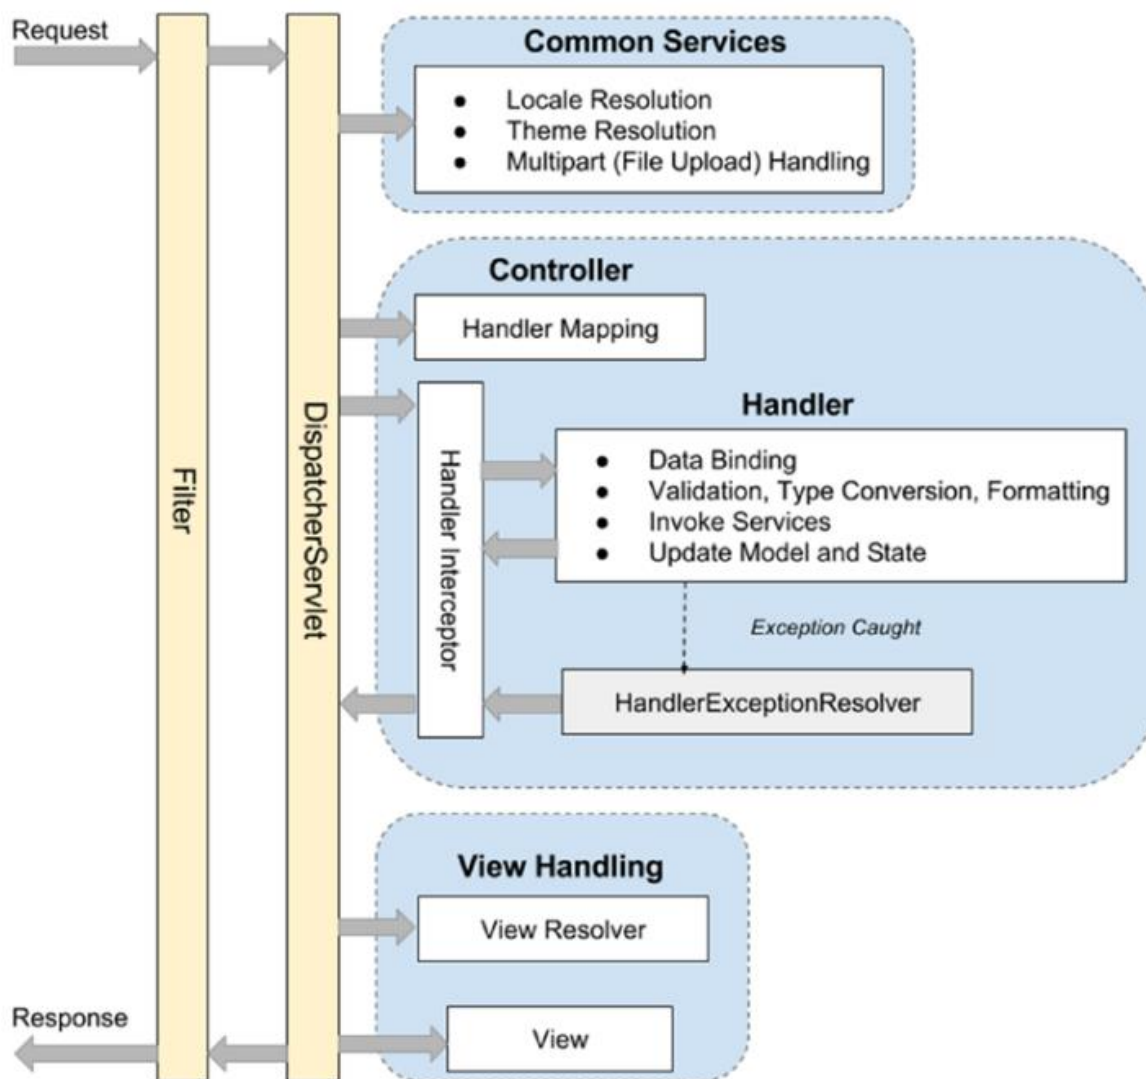 Request
Common Services
● Locale Resolution
● Theme Resolution
● Multipart (File Upload) Handling
Controller
Handler Mapping
Filter
DispatcherServlet
Handler Interceptor
Handler
● Data Binding
● Validation, Type Conversion, Formatting
● Invoke Services
● Update Model and State
Exception Caught
HandlerExceptionResolver
View Handling
View Resolver
Response
View